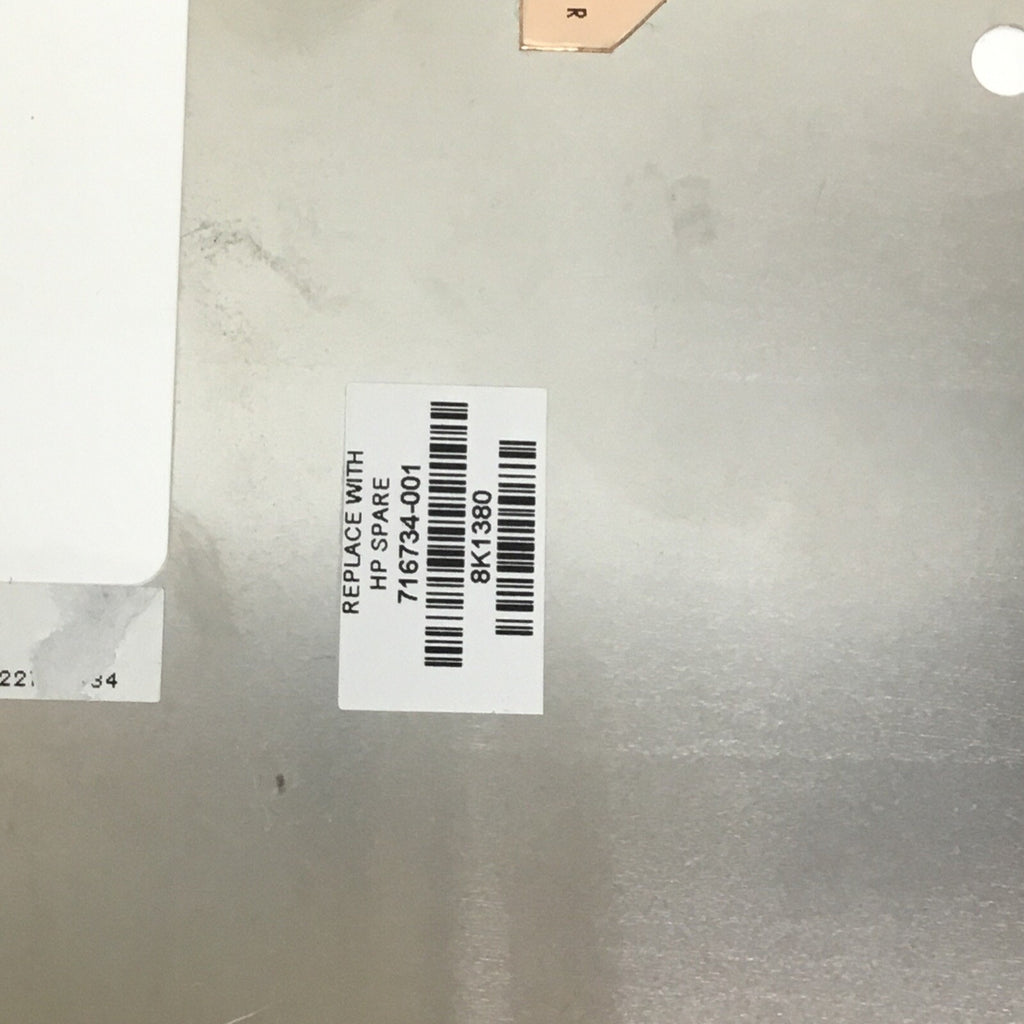 R
REPLACE WITH
HP SPARE
716734-001
8K1380